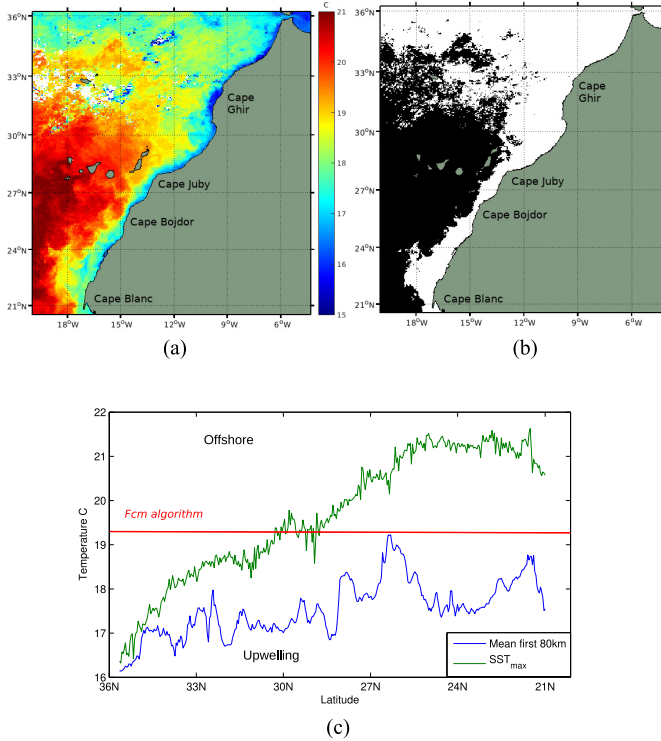 C
36°N
33°N
30°N
27°N
24°N
21°N
18°W
15°W
12°W
9°W
6°W
21
20
19
18
17
16
15
Cape
Ghir
Cape Juby
Cape Bojdor
Cape Blanc
(a)
36°N
33°N
30°N
27°N
24°N
21°N
18°W
15°W
12°W
9°W
6°W
Cape
Ghir
Cape Juby
Cape Bojdor
Cape Blanc
(b)
22
21
20
19
18
17
16
Temperature C
Offshore
Fcm algorithm
Upwelling
Mean first 80km
SST_max
36N
33N
30N
27N
24N
21N
Latitude
(c)